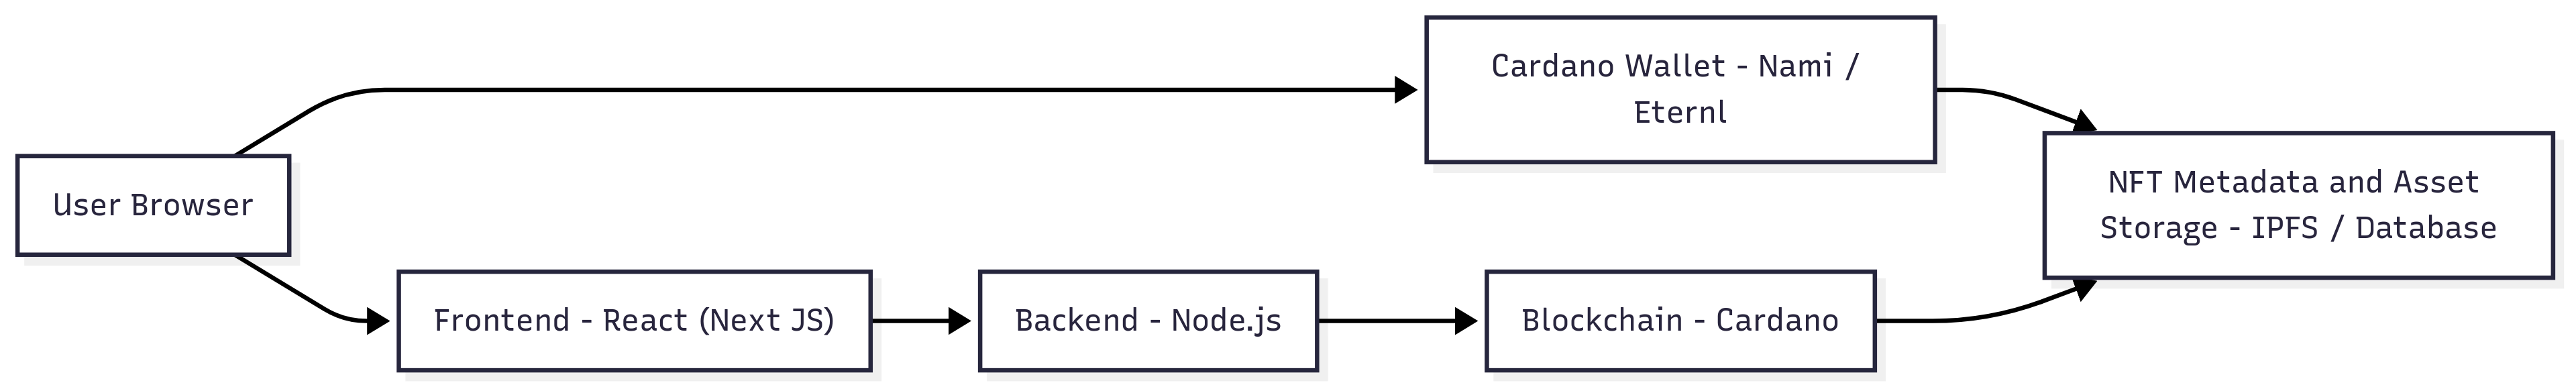 Cardano Wallet - Nami /
Eternl
User Browser
NFT Metadata and Asset
Storage - IPFS / Database
Frontend - React (Next JS)
Backend - Node.js
Blockchain - Cardano